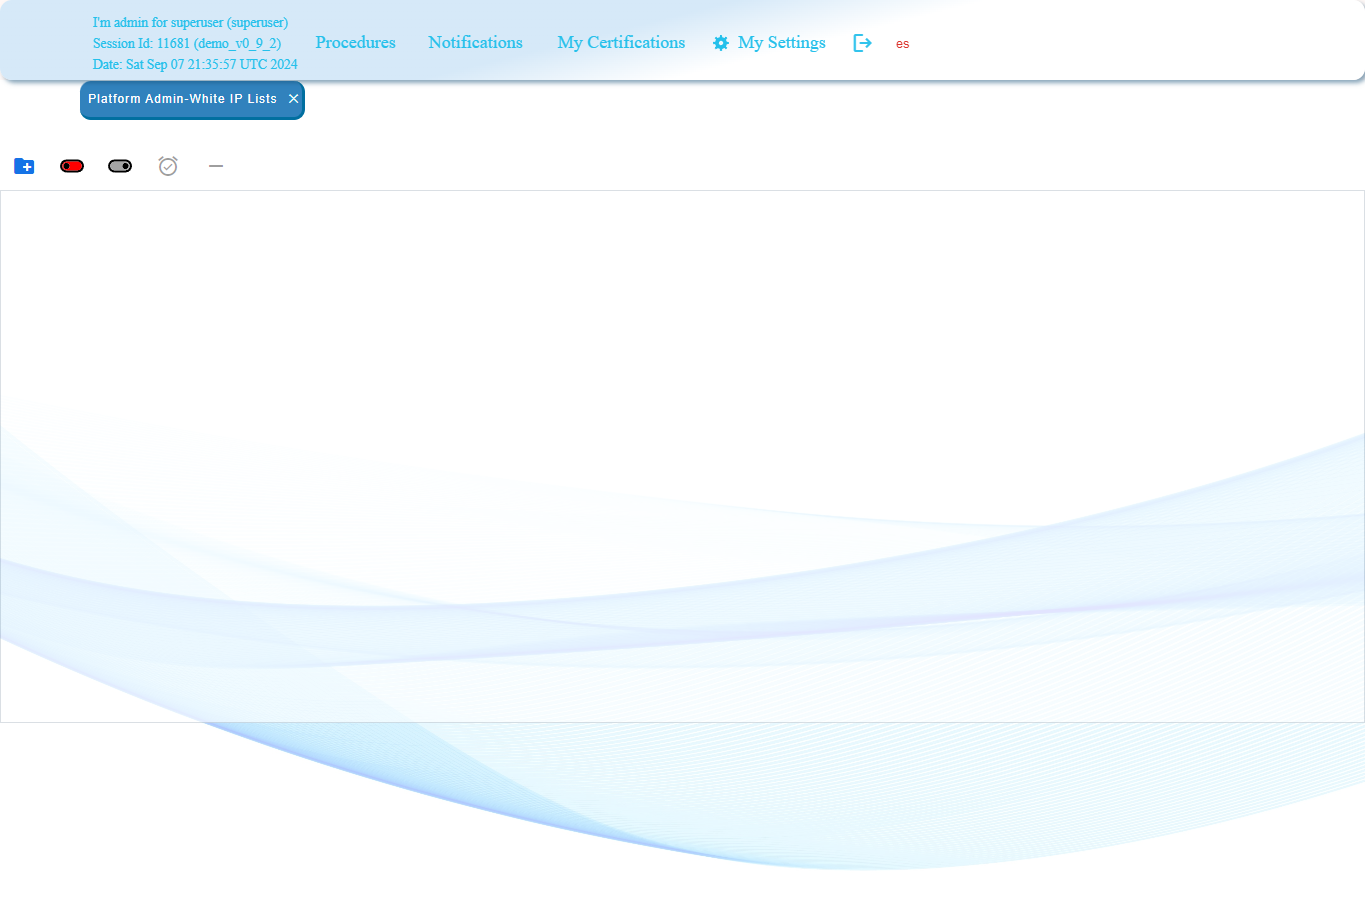 I'm admin for superuser (superuser)
Session Id: 11681 (demo_v0_9_2)
Date: Sat Sep 07 21:35:57 UTC 2024
Procedures
Notifications
My Certifications
My Settings
es
Platform Admin-White IP Lists